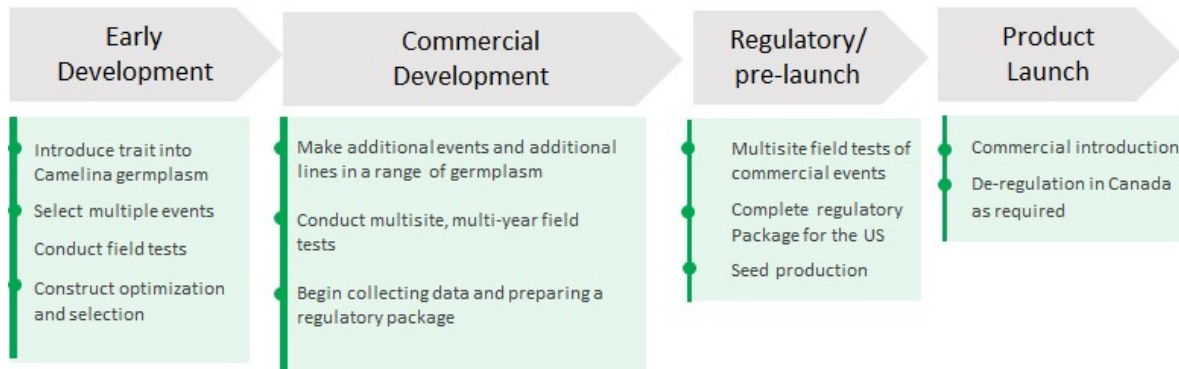 Early
Development
Commercial
Development
Regulatory/
pre-launch
Product
Launch
Introduce trait into
Camelina germplasm
Select multiple events
Conduct field tests
Construct optimization
and selection
Make additional events and additional
lines in a range of germplasm
Conduct multisite, multi-year field
tests
Begin collecting data and preparing a
regulatory package
Multisite field tests of
commercial events
Complete regulatory
Package for the US
Seed production
Commercial introduction
De-regulation in Canada
as required